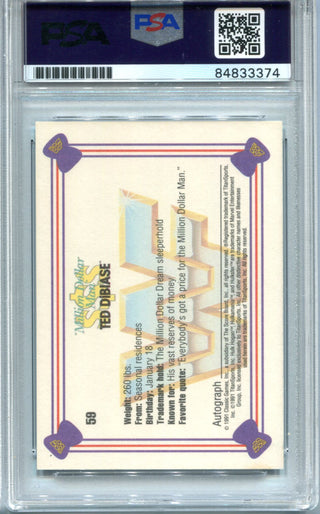 PSA
PSA
84833374
59
Million Dollar
Man
TED DIBIASE
Weight: 260 lbs.
From: Seasonal residences
Birthday: January 18
Trademark hold: The Million Dollar Dream sleeperhold
Known for: His vast reserves of money
Favorite quote: "Everybody's got a price for the Million Dollar Man."
Autograph